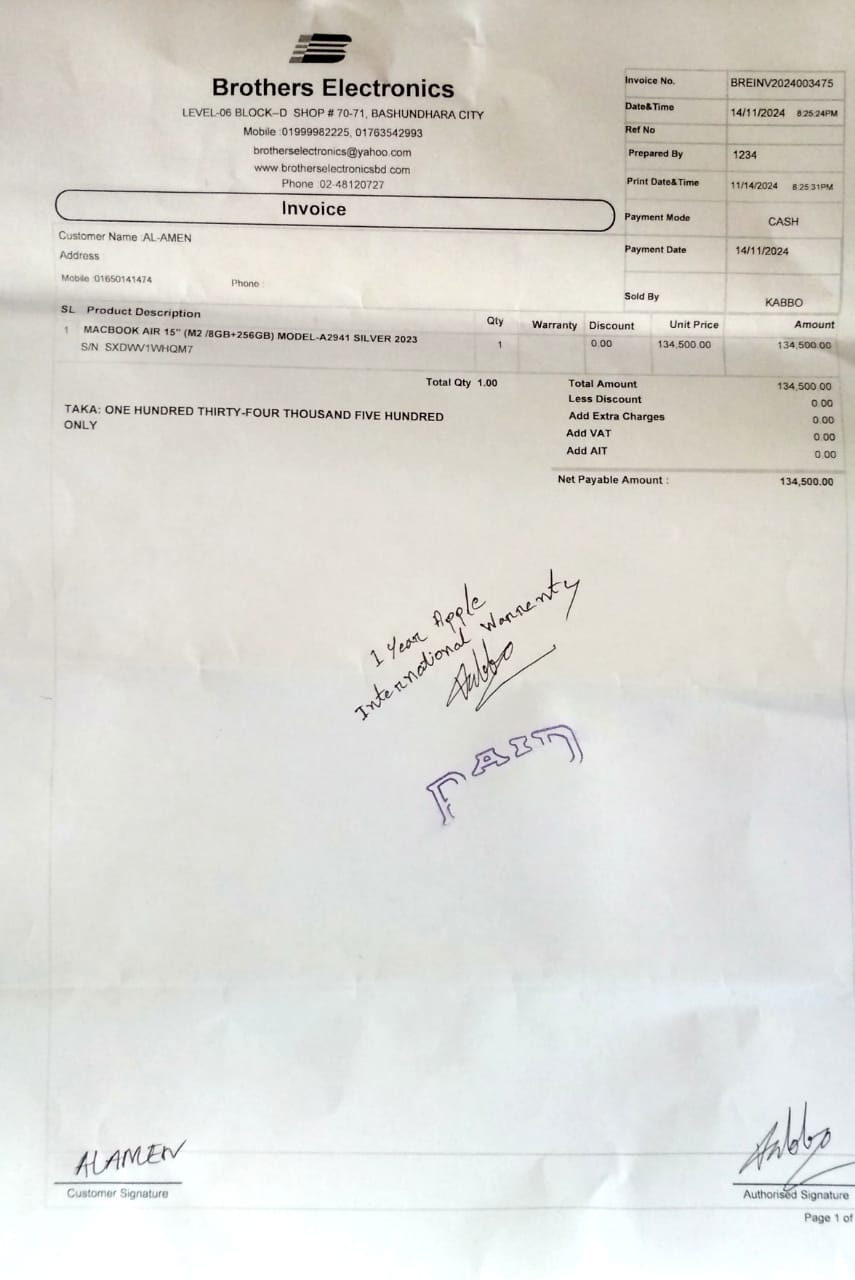 Brothers Electronics
LEVEL-06 BLOCK–D SHOP # 70-71, BASHUNDHARA CITY
Mobile :01999982225, 01763542993
brotherselectronics@yahoo.com
www.brotherselectronicsbd.com
Phone :02-48120727
Invoice
Invoice No. BREINV2024003475
Date&Time 14/11/2024 8:25:24PM
Ref No
Prepared By 1234
Print Date&Time 11/14/2024 8:25:31PM
Payment Mode CASH
Payment Date 14/11/2024
Sold By KABBO
Customer Name :AL-AMEN
Address
Mobile :01650141474 Phone :
SL Product Description Qty Warranty Discount Unit Price Amount
1 MACBOOK AIR 15" (M2 /8GB+256GB) MODEL-A2941 SILVER 2023 1 0.00 134,500.00 134,500.00
S/N SXDWV1WHQM7
Total Qty 1.00
TAKA: ONE HUNDRED THIRTY-FOUR THOUSAND FIVE HUNDRED
ONLY
Total Amount 134,500.00
Less Discount 0.00
Add Extra Charges 0.00
Add VAT 0.00
Add AIT 0.00
Net Payable Amount : 134,500.00
1 Year Apple
International Warrenty
Kabbo
PAID
ALAMEN
Customer Signature
Kabbo
Authorised Signature
Page 1 of